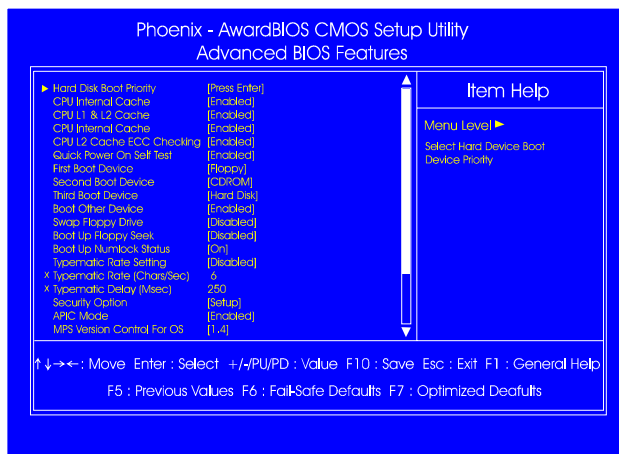 Phoenix - AwardBIOS CMOS Setup Utility
Advanced BIOS Features
► Hard Disk Boot Priority [Press Enter]
CPU Internal Cache [Enabled]
CPU L1 & L2 Cache [Enabled]
CPU Internal Cache [Enabled]
CPU L2 Cache ECC Checking [Enabled]
Quick Power On Self Test [Enabled]
First Boot Device [Floppy]
Second Boot Device [CDROM]
Third Boot Device [Hard Disk]
Boot Other Device [Enabled]
Swap Floppy Drive [Disabled]
Boot Up Floppy Seek [Disabled]
Boot Up Numlock Status [On]
Typematic Rate Setting [Disabled]
x Typematic Rate (Chars/Sec) 6
x Typematic Delay (Msec) 250
Security Option [Setup]
APIC Mode [Enabled]
MPS Version Control For OS [1.4]
Item Help
Menu Level ►
Select Hard Device Boot
Device Priority
↑↓→←: Move Enter : Select +/-/PU/PD : Value F10 : Save Esc : Exit F1 : General Help
F5 : Previous Values F6 : Fail-Safe Defaults F7 : Optimized Deafults